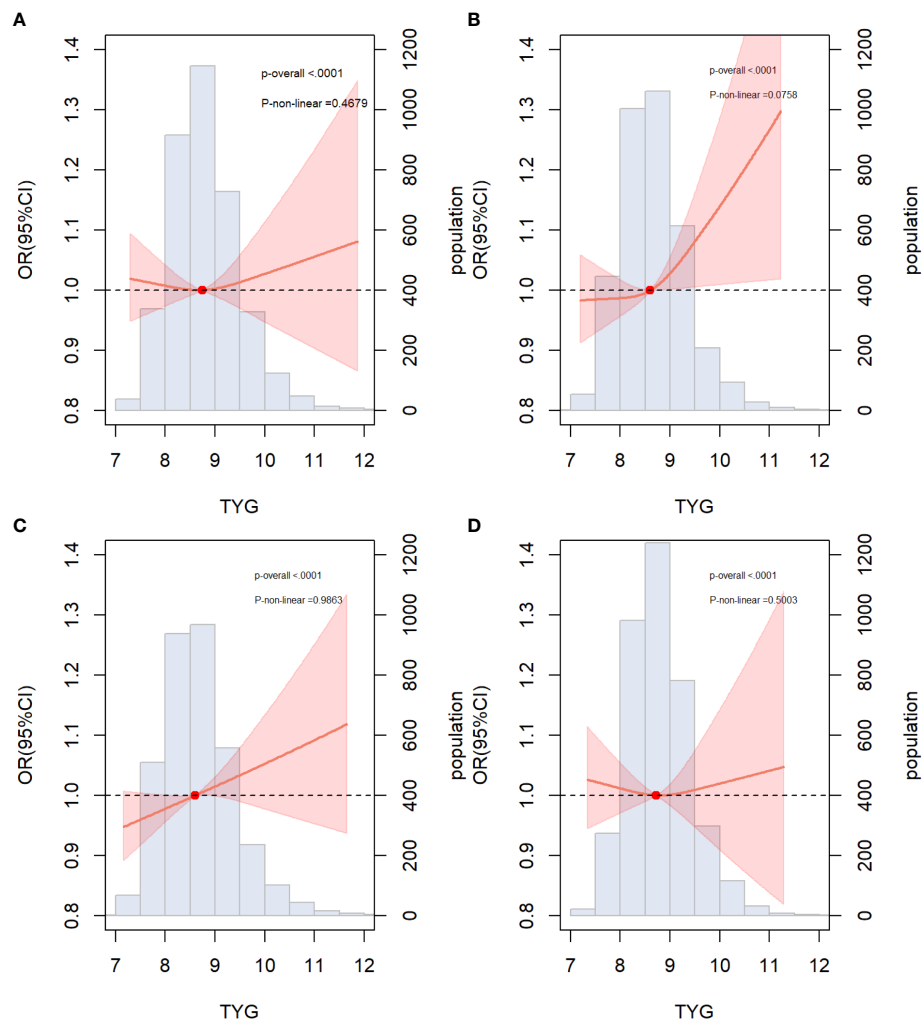 A
p-overall <.0001
P-non-linear =0.4679
OR(95%CI)
0.8 0.9 1.0 1.1 1.2 1.3 1.4
population
0 200 400 600 800 1000 1200
7 8 9 10 11 12
TYG
B
p-overall <.0001
P-non-linear =0.0758
OR(95%CI)
0.8 0.9 1.0 1.1 1.2 1.3 1.4
population
0 200 400 600 800 1000 1200
7 8 9 10 11 12
TYG
C
p-overall <.0001
P-non-linear =0.9863
OR(95%CI)
0.8 0.9 1.0 1.1 1.2 1.3 1.4
population
0 200 400 600 800 1000 1200
7 8 9 10 11 12
TYG
D
p-overall <.0001
P-non-linear =0.5003
OR(95%CI)
0.8 0.9 1.0 1.1 1.2 1.3 1.4
population
0 200 400 600 800 1000 1200
7 8 9 10 11 12
TYG